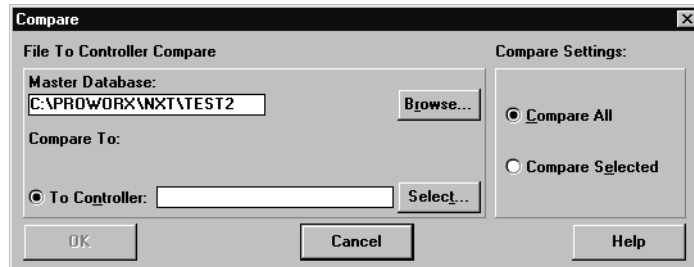 Compare
File To Controller Compare
Compare Settings:
Master Database:
C:\PROWORX\NXT\TEST2
Browse...
Compare To:
To Controller:
Select...
Compare All
Compare Selected
OK
Cancel
Help